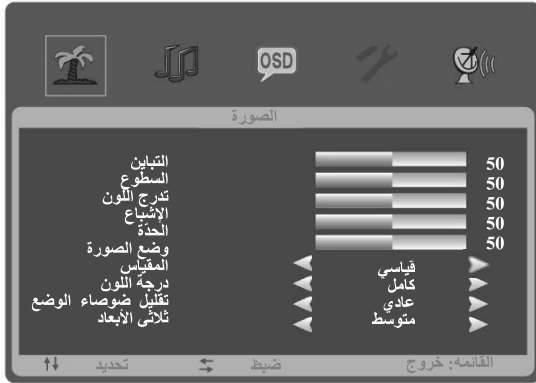 OSD
الصورة
التباين 50
السطوع 50
تدرج اللون 50
الإشباع 50
الحدة 50
وضع الصورة قياسي
المقياس كامل
درجة اللون عادي
تقليل ضوضاء الوضع متوسط
ثلاثي الأبعاد
تحديد ضبط القائمه: خروج